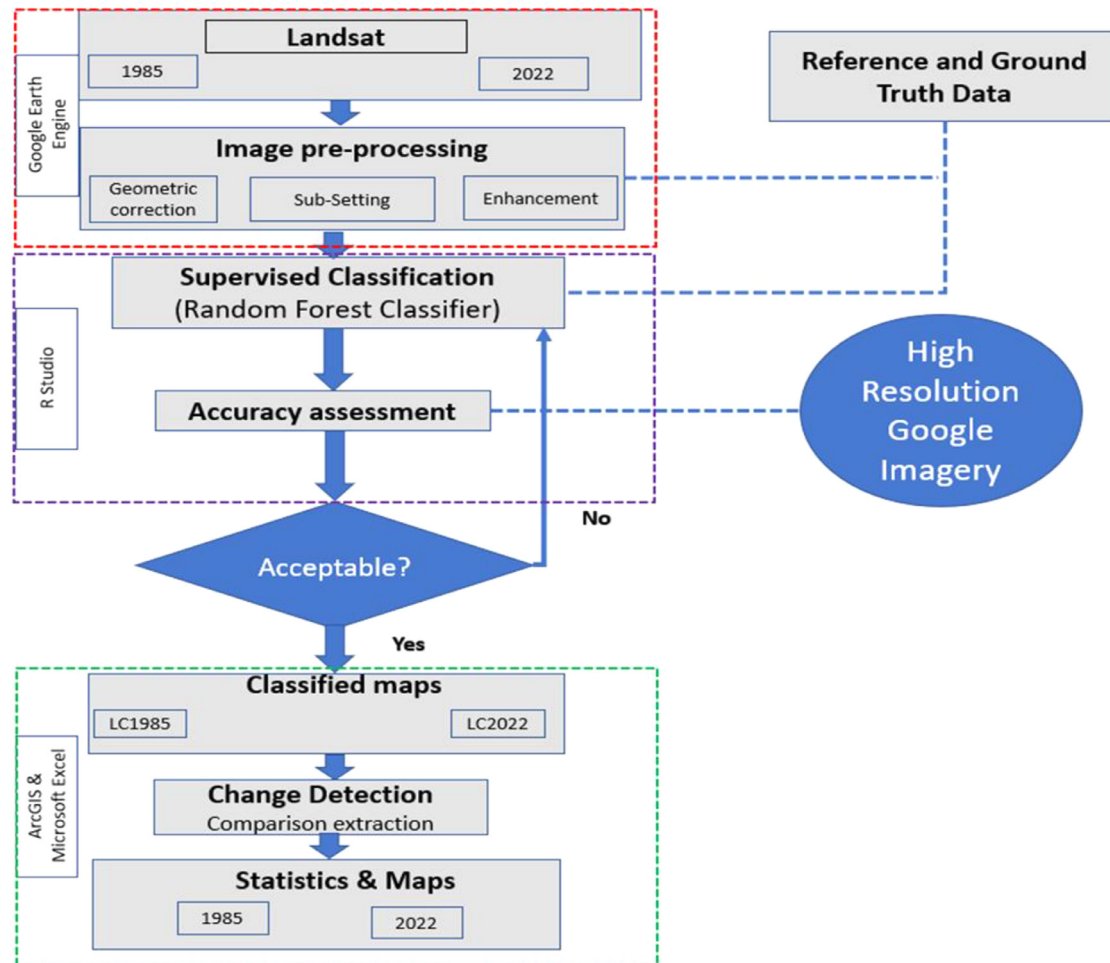 Landsat
1985
2022
Google Earth
Engine
Reference and Ground
Truth Data
Image pre-processing
Geometric
correction
Sub-Setting
Enhancement
Supervised Classification
(Random Forest Classifier)
R Studio
High
Resolution
Google
Imagery
Accuracy assessment
No
Acceptable?
Yes
Classified maps
LC1985
LC2022
ArcGIS &
Microsoft Excel
Change Detection
Comparison extraction
Statistics & Maps
1985
2022